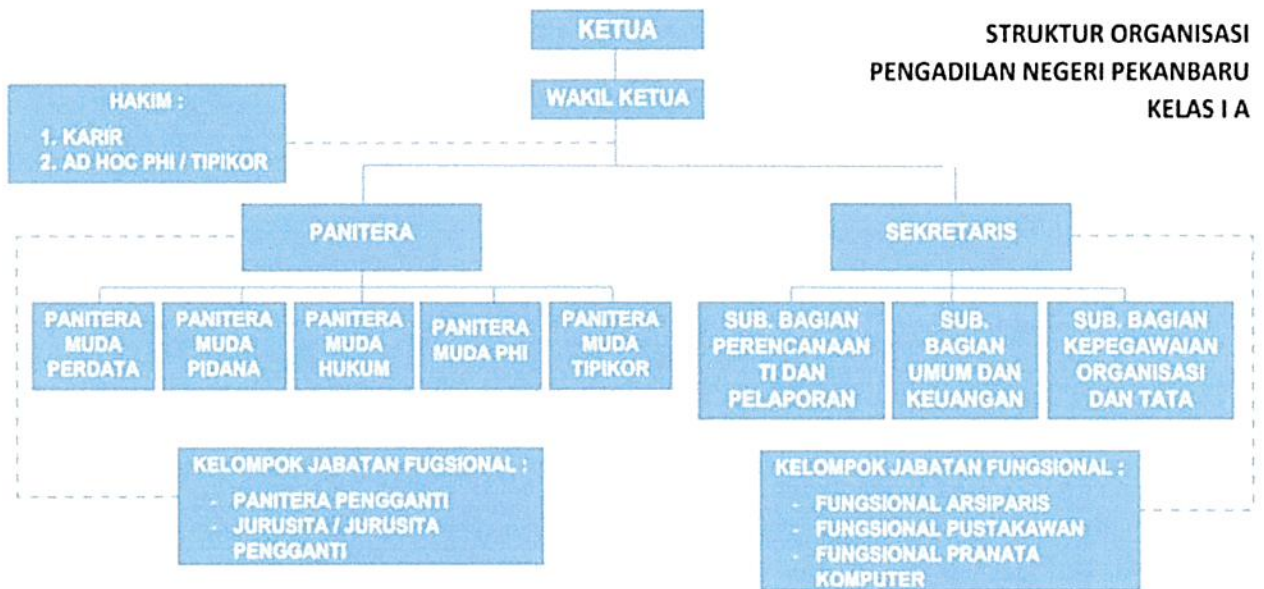 STRUKTUR ORGANISASI
PENGADILAN NEGERI PEKANBARU
KELAS I A
KETUA
WAKIL KETUA
HAKIM :
1. KARIR
2. AD HOC PHI / TIPIKOR
PANITERA
SEKRETARIS
PANITERA
MUDA
PERDATA
PANITERA
MUDA
PIDANA
PANITERA
MUDA
HUKUM
PANITERA
MUDA PHI
PANITERA
MUDA
TIPIKOR
SUB. BAGIAN
PERENCANAAN
TI DAN
PELAPORAN
SUB.
BAGIAN
UMUM DAN
KEUANGAN
SUB. BAGIAN
KEPEGAWAIAN
ORGANISASI
DAN TATA
KELOMPOK JABATAN FUGSIONAL :
- PANITERA PENGGANTI
- JURUSITA / JURUSITA
PENGGANTI
KELOMPOK JABATAN FUNGSIONAL :
- FUNGSIONAL ARSIPARIS
- FUNGSIONAL PUSTAKAWAN
- FUNGSIONAL PRANATA
KOMPUTER